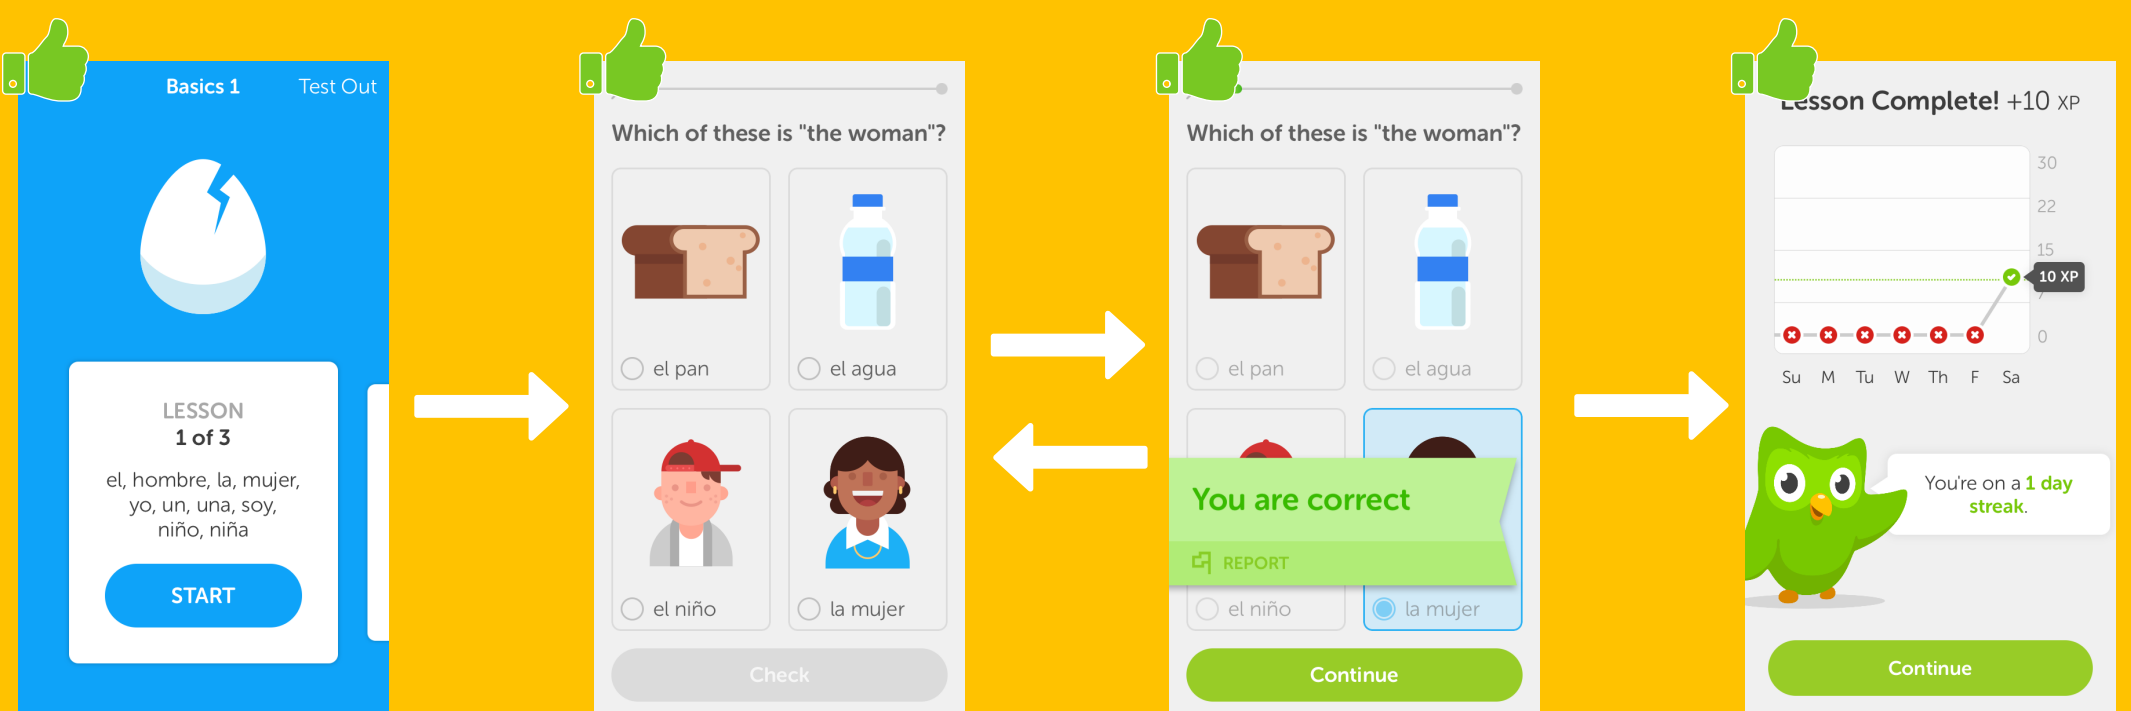 Basics 1
Test Out
LESSON
1 of 3
el, hombre, la, mujer,
yo, un, una, soy,
niño, niña
START
Which of these is "the woman"?
el pan
el agua
el niño
la mujer
Check
Which of these is "the woman"?
el pan
el agua
You are correct
REPORT
el niño
la mujer
Continue
Lesson Complete! +10 XP
30
22
15
10 XP
7
0
Su M Tu W Th F Sa
You're on a 1 day
streak.
Continue